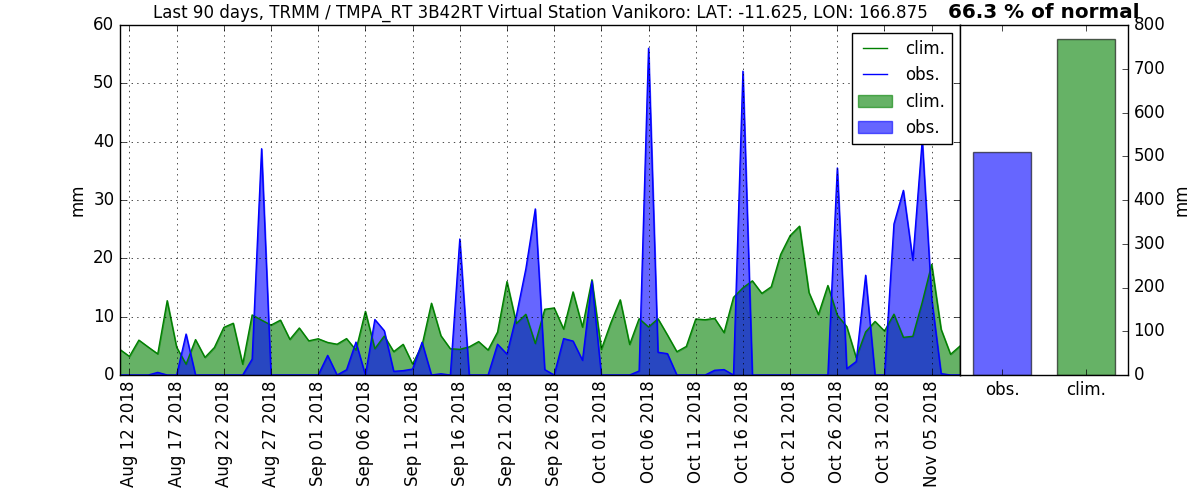 Last 90 days, TRMM / TMPA_RT 3B42RT Virtual Station Vanikoro: LAT: -11.625, LON: 166.875
66.3 % of normal
60
50
40
30
20
10
0
mm
clim.
obs.
clim.
obs.
800
700
600
500
400
300
200
100
0
mm
Aug 12 2018
Aug 17 2018
Aug 22 2018
Aug 27 2018
Sep 01 2018
Sep 06 2018
Sep 11 2018
Sep 16 2018
Sep 21 2018
Sep 26 2018
Oct 01 2018
Oct 06 2018
Oct 11 2018
Oct 16 2018
Oct 21 2018
Oct 26 2018
Oct 31 2018
Nov 05 2018
obs.
clim.